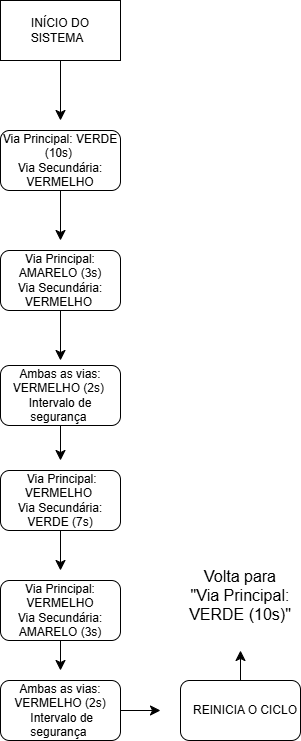 INÍCIO DO
SISTEMA
Via Principal: VERDE
(10s)
Via Secundária:
VERMELHO
Via Principal:
AMARELO (3s)
Via Secundária:
VERMELHO
Ambas as vias:
VERMELHO (2s)
Intervalo de
segurança
Via Principal:
VERMELHO
Via Secundária:
VERDE (7s)
Via Principal:
VERMELHO
Via Secundária:
AMARELO (3s)
Ambas as vias:
VERMELHO (2s)
Intervalo de
segurança
REINICIA O CICLO
Volta para
"Via Principal:
VERDE (10s)"